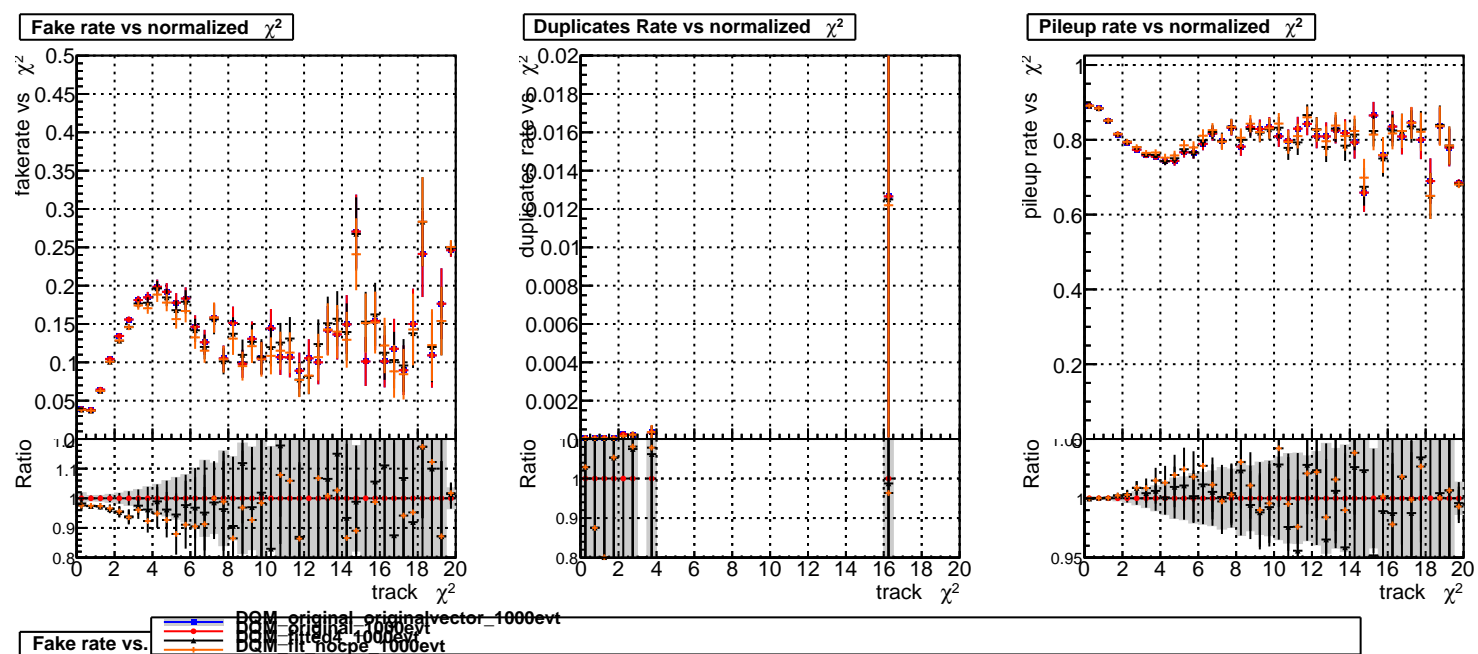 Fake rate vs normalized χ²
Duplicates Rate vs normalized χ²
Pileup rate vs normalized χ²
fakerate vs χ²
0.5
0.45
0.4
0.35
0.3
0.25
0.2
0.15
0.1
0.05
Ratio
1.1
1
0.9
0.8
0 2 4 6 8 10 12 14 16 18 20
track χ²
duplicates rate vs χ²
0.02
0.018
0.016
0.014
0.012
0.01
0.008
0.006
0.004
0.002
Ratio
1
0.9
0.8
0 2 4 6 8 10 12 14 16 18 20
track χ²
pileup rate vs χ²
1
0.8
0.6
0.4
0.2
Ratio
1
0.95
0 2 4 6 8 10 12 14 16 18 20
track χ²
Fake rate vs.
DQM_original_originalvector_1000evt
DQM_original_1000evt
DQM_fitted4_1000evt
DQM_fit_nocpe_1000evt